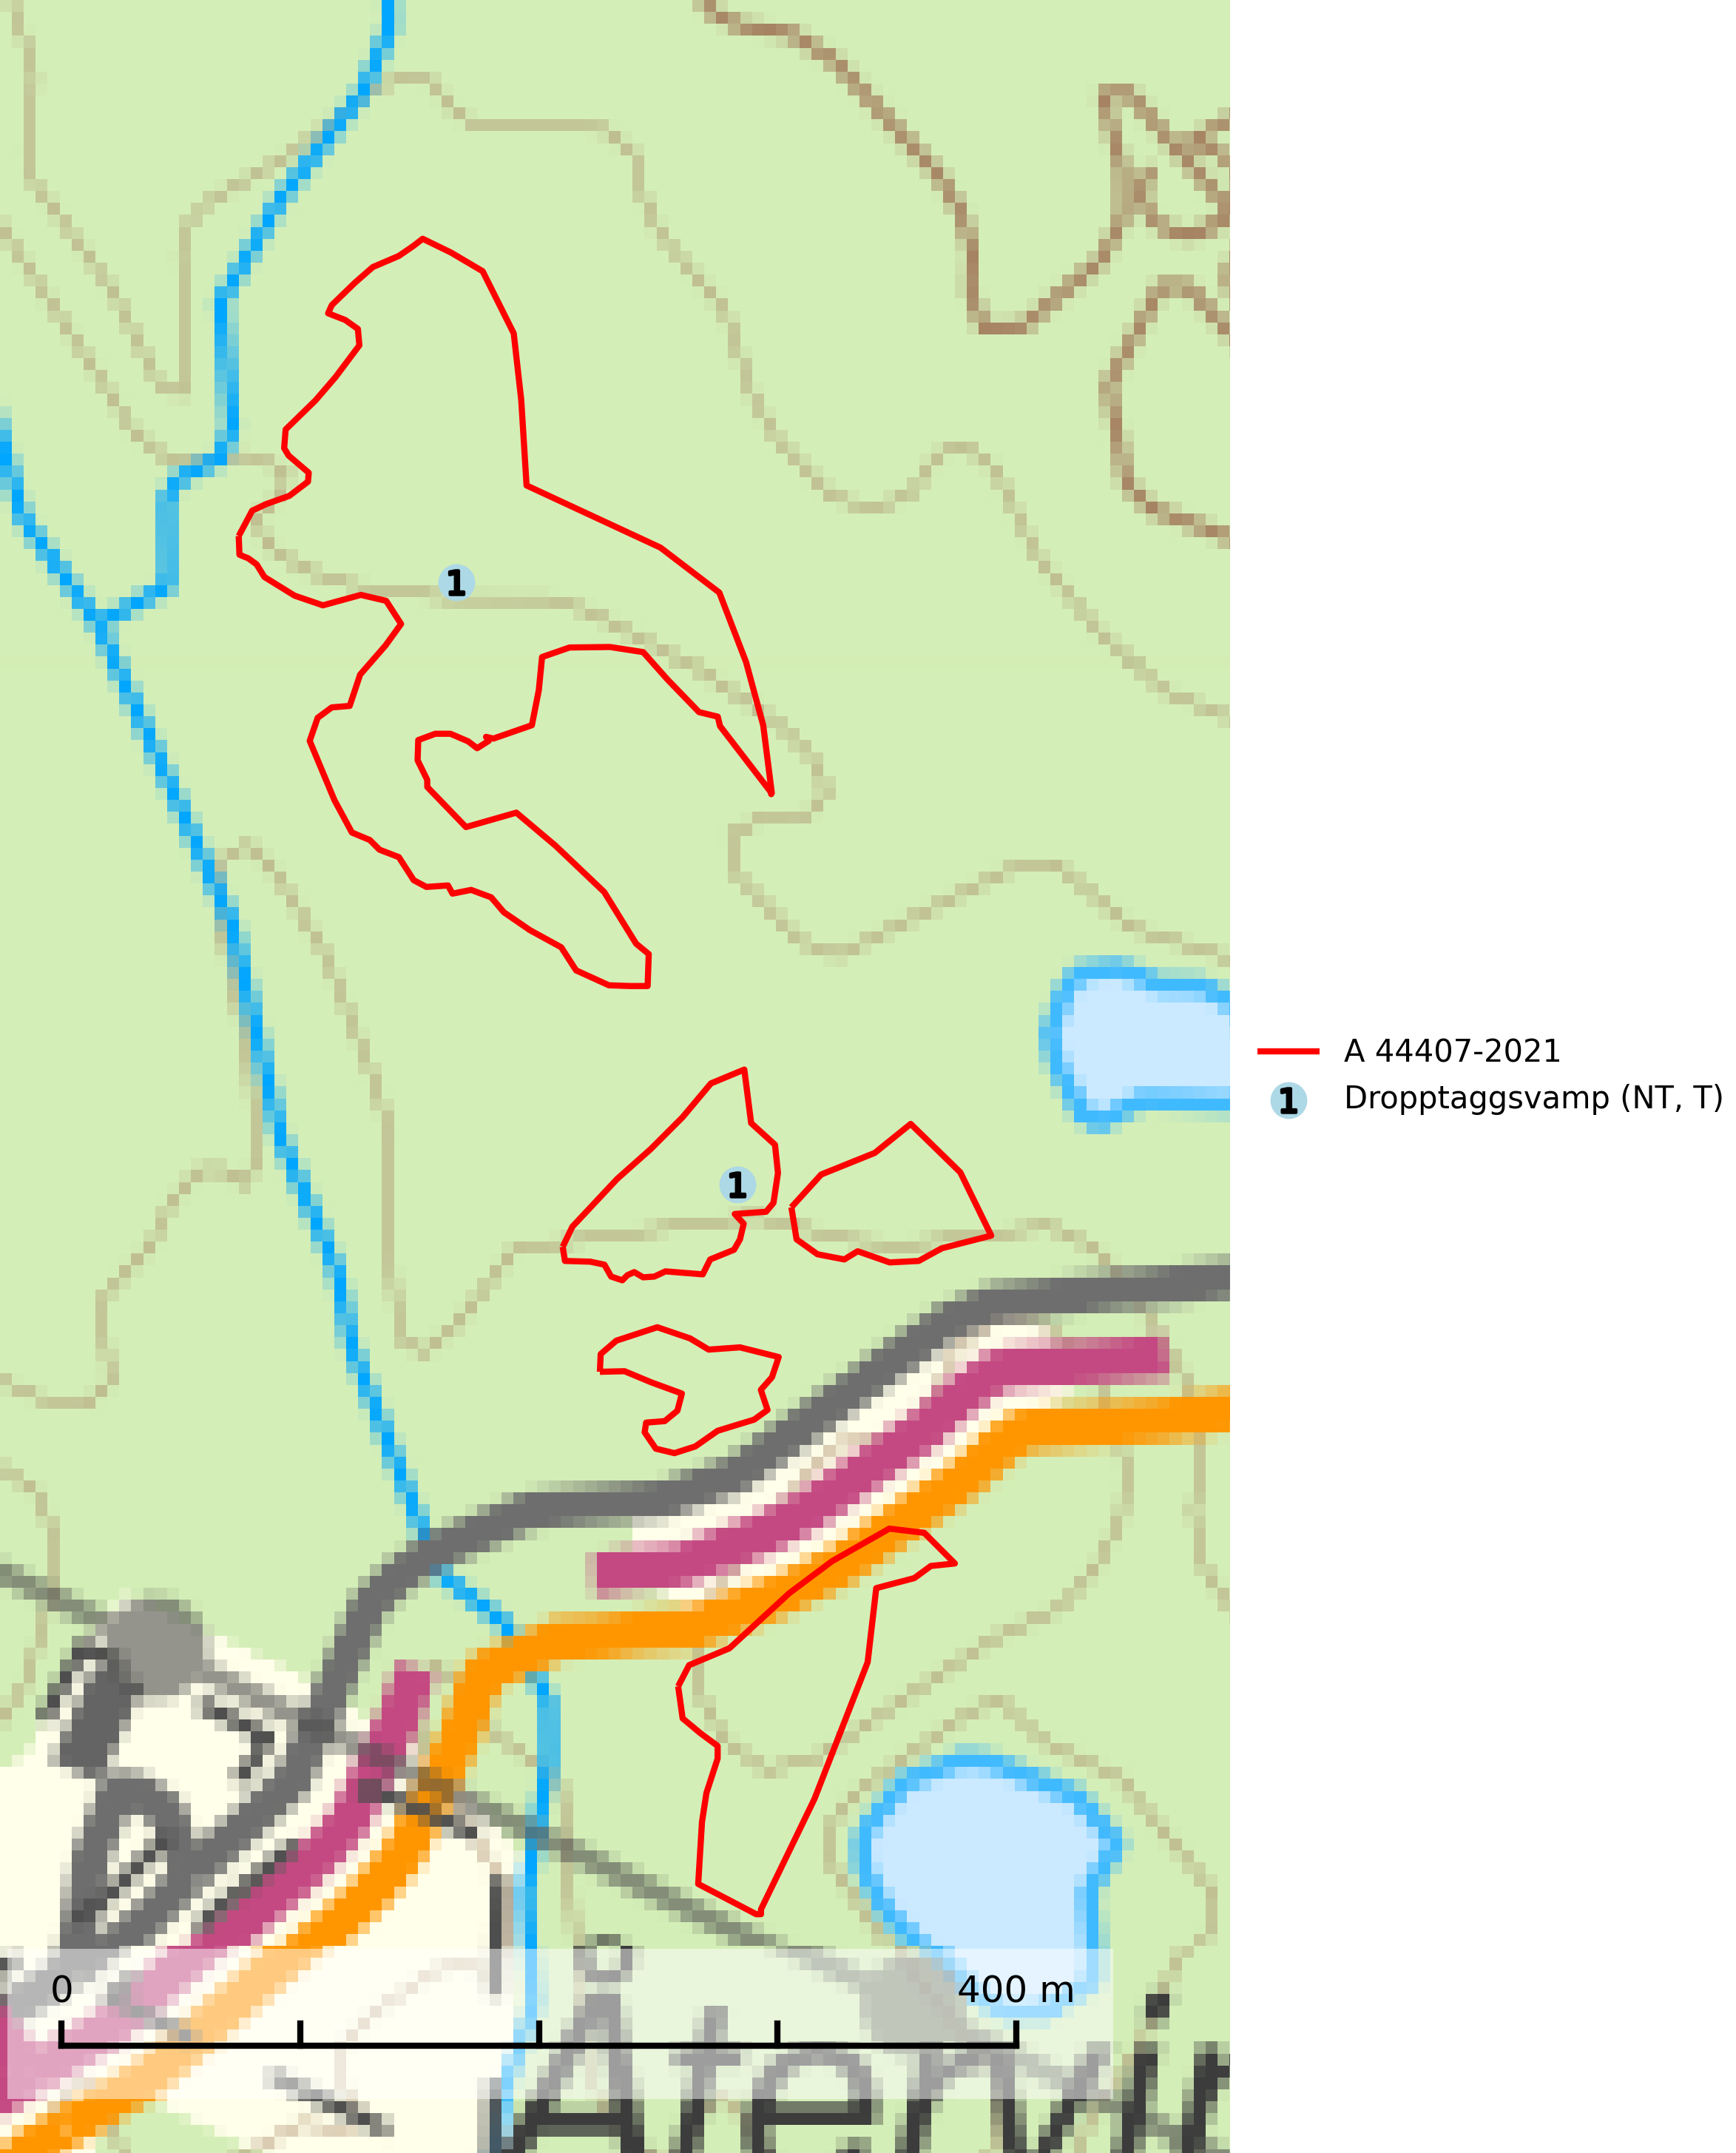 1
1
A 44407-2021
1 Dropptaggsvamp (NT, T)
0 400 m